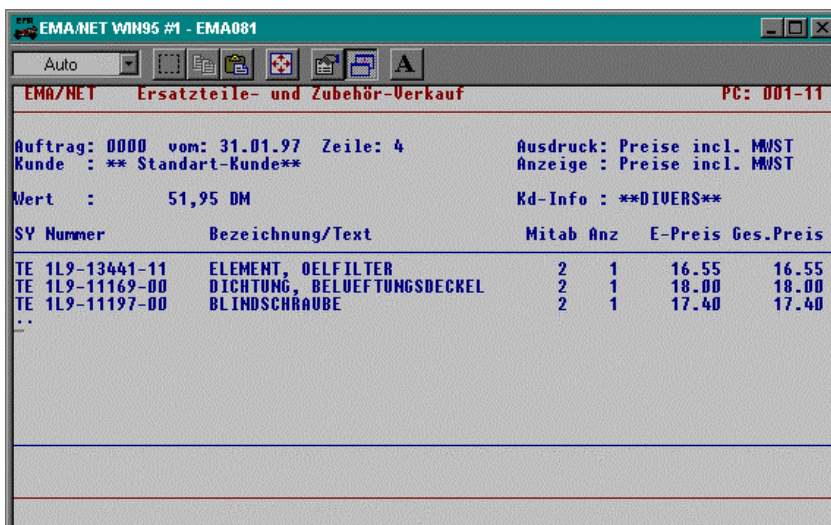 EMA/NET WIN95 #1 - EMA081
Auto
A
EMA/NET Ersatzteile- und Zubehör-Verkauf PC: 001-11
Auftrag: 0000 vom: 31.01.97 Zeile: 4 Ausdruck: Preise incl. MWST
Kunde : ** Standart-Kunde** Anzeige : Preise incl. MWST
Wert : 51,95 DM Kd-Info : **DIVERS**
SY Nummer Bezeichnung/Text Mitab Anz E-Preis Ges.Preis
TE 1L9-13441-11 ELEMENT, OELFILTER 2 1 16.55 16.55
TE 1L9-11169-00 DICHTUNG, BELUEFTUNGSDECKEL 2 1 18.00 18.00
TE 1L9-11197-00 BLINDSCHRAUBE 2 1 17.40 17.40
..